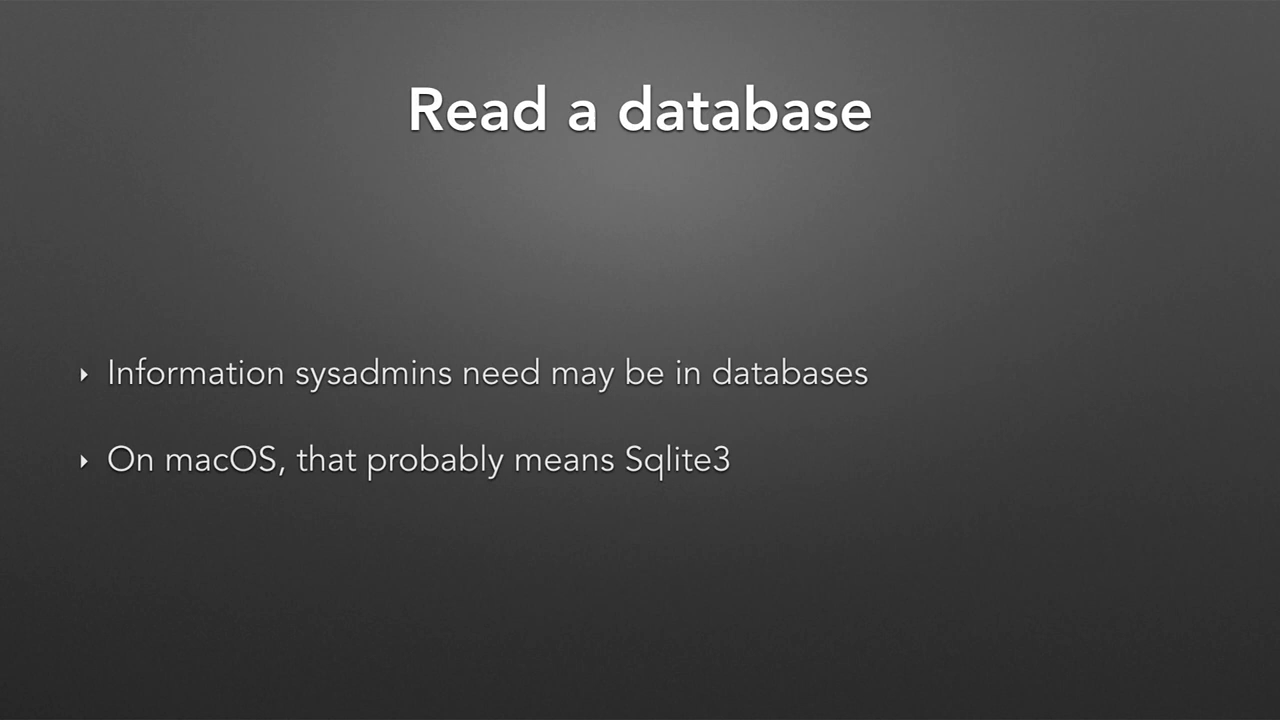 Read a database
‣ Information sysadmins need may be in databases
‣ On macOS, that probably means Sqlite3